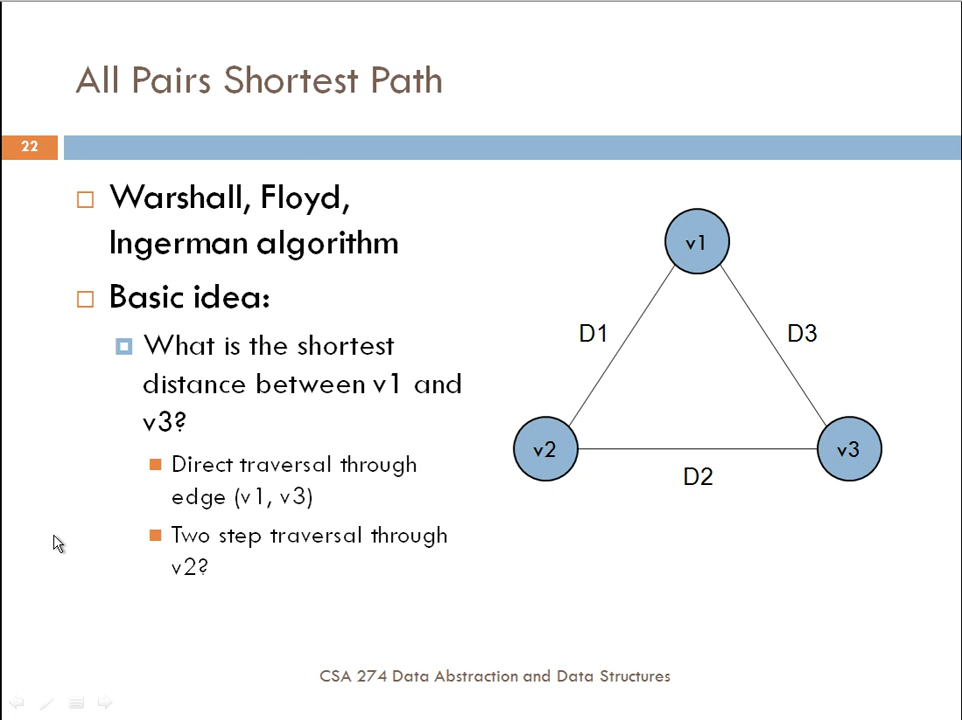 All Pairs Shortest Path
22
Warshall, Floyd,
Ingerman algorithm
Basic idea:
What is the shortest
distance between v1 and
v3?
Direct traversal through
edge (v1, v3)
Two step traversal through
v2?
v1
D1
D3
v2
v3
D2
CSA 274 Data Abstraction and Data Structures